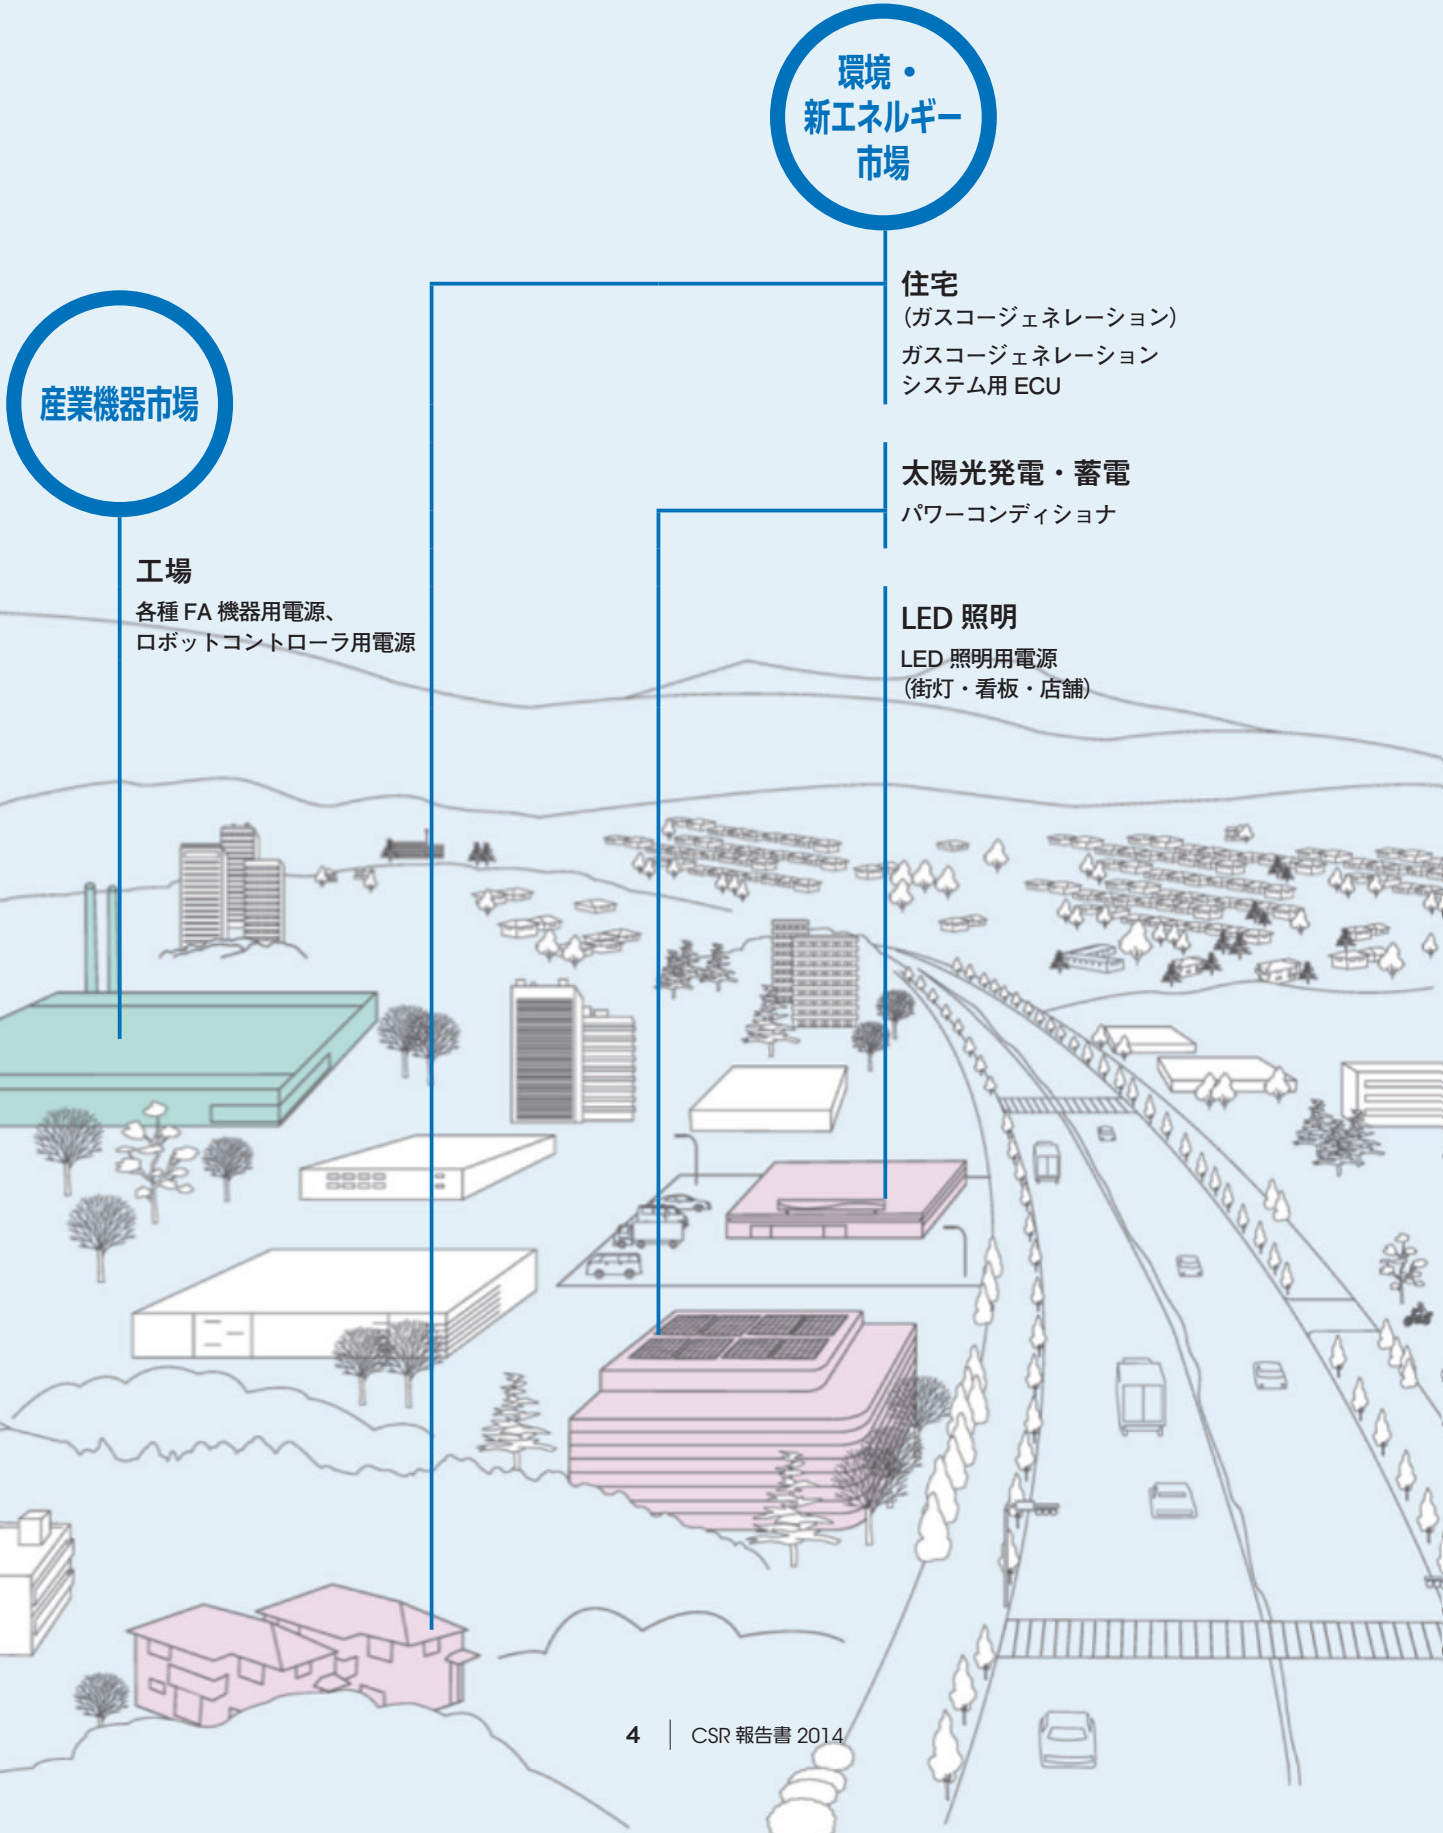 環境・
新エネルギー
市場
住宅
（ガスコージェネレーション）
ガスコージェネレーション
システム用 ECU
産業機器市場
太陽光発電・蓄電
パワーコンディショナ
工場
各種 FA 機器用電源、
ロボットコントローラ用電源
LED 照明
LED 照明用電源
（街灯・看板・店舗）
4 CSR 報告書 2014